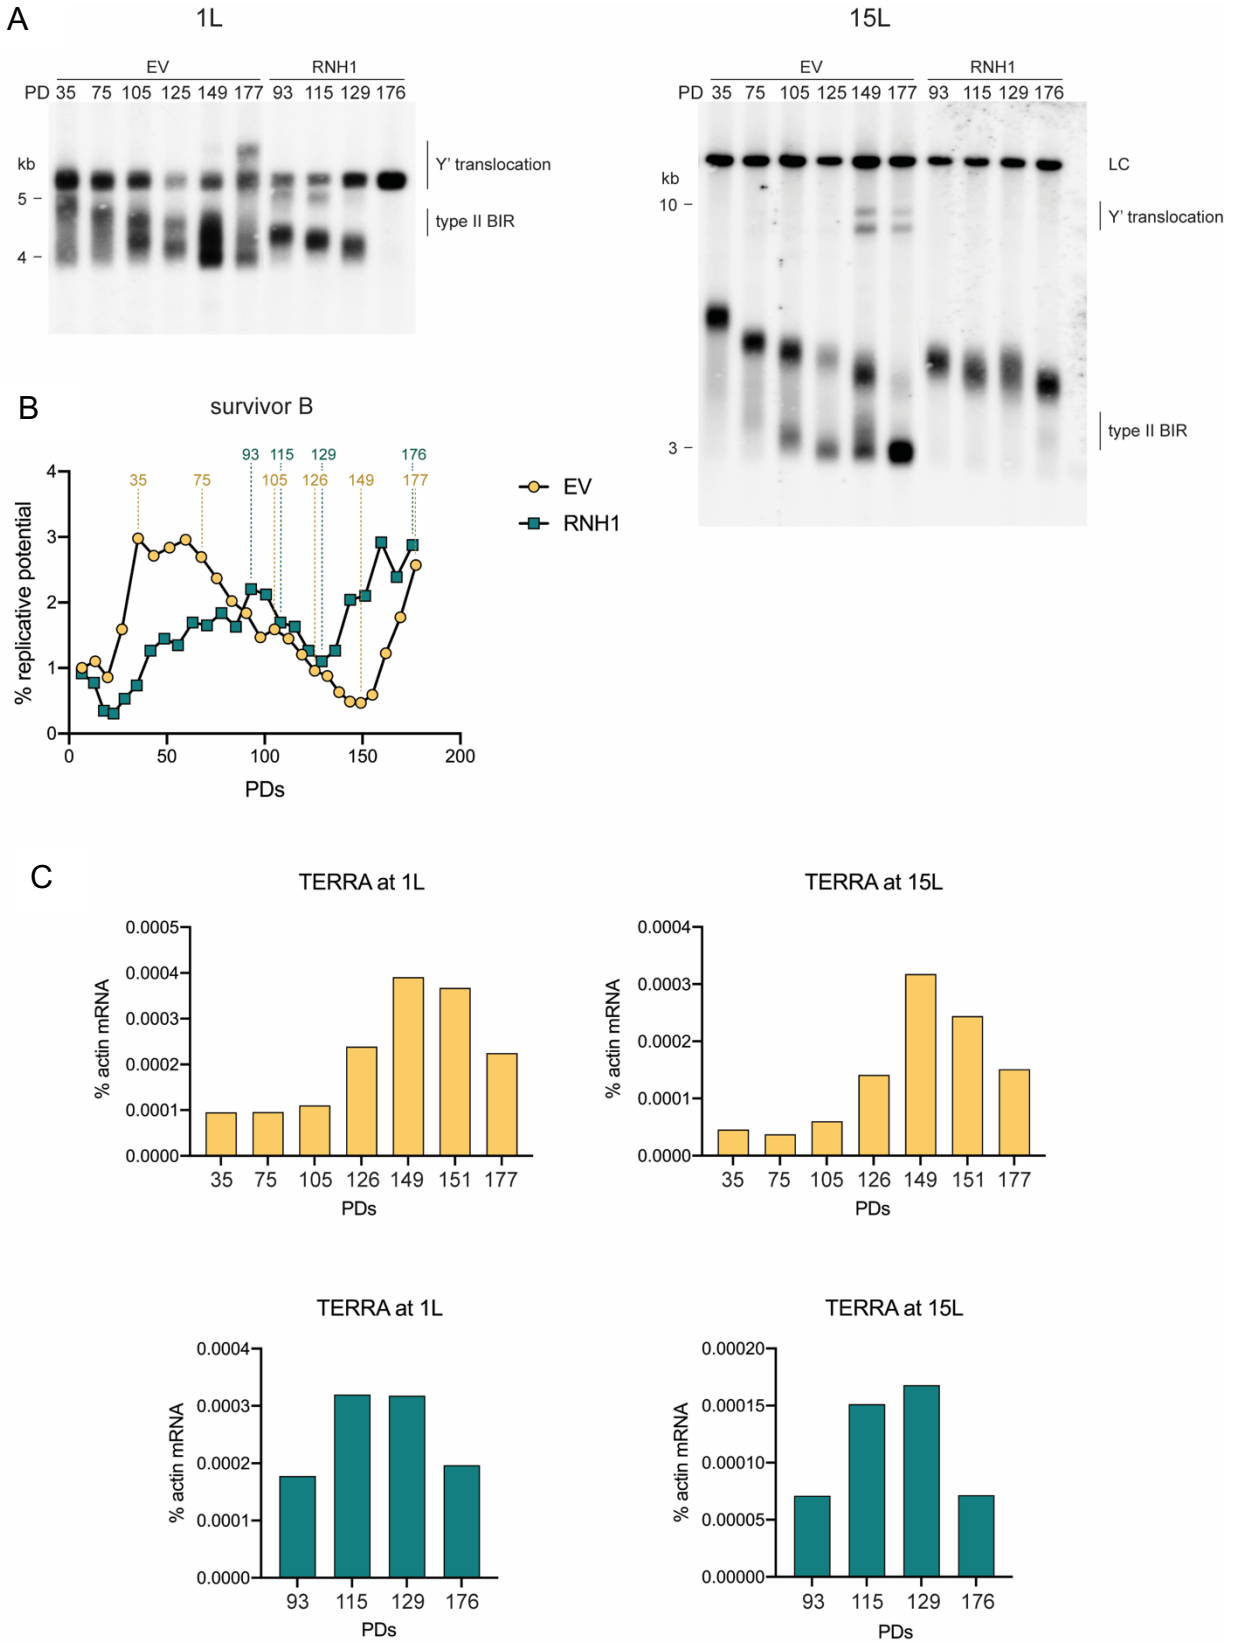 A
1L
EV
RNH1
PD 35 75 105 125 149 177 93 115 129 176
kb
5
4
Y' translocation
type II BIR
15L
EV
RNH1
PD 35 75 105 125 149 177 93 115 129 176
kb
10
3
LC
Y' translocation
type II BIR
B
survivor B
93 115 129 176
35 75 105 126 149 177
% replicative potential
4
3
2
1
0
0 50 100 150 200
PDs
EV
RNH1
C
TERRA at 1L
% actin mRNA
0.0005
0.0004
0.0003
0.0002
0.0001
0.0000
35 75 105 126 149 151 177
PDs
TERRA at 15L
% actin mRNA
0.0004
0.0003
0.0002
0.0001
0.0000
35 75 105 126 149 151 177
PDs
TERRA at 1L
% actin mRNA
0.0004
0.0003
0.0002
0.0001
0.0000
93 115 129 176
PDs
TERRA at 15L
% actin mRNA
0.00020
0.00015
0.00010
0.00005
0.00000
93 115 129 176
PDs